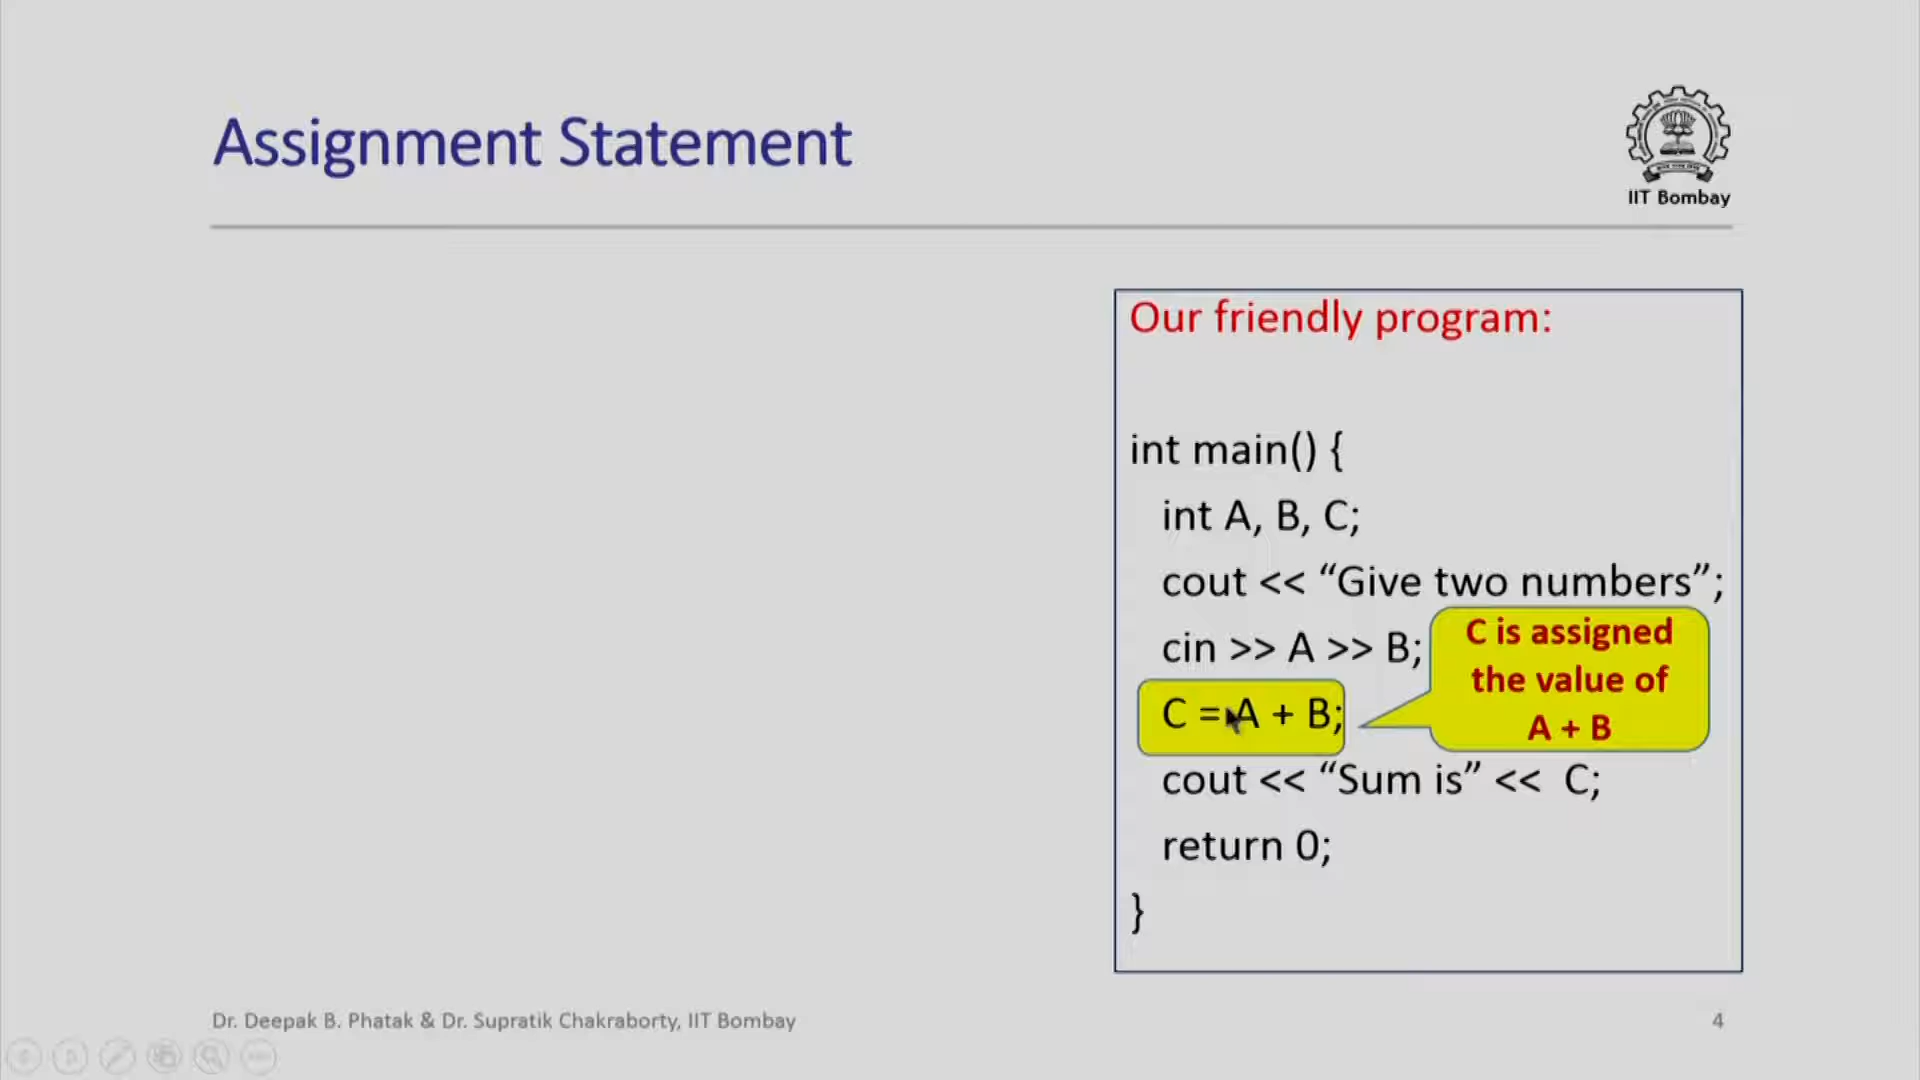 Assignment Statement
IIT Bombay
Our friendly program:
int main() {
int A, B, C;
cout << “Give two numbers”;
cin >> A >> B;
C = A + B;
C is assigned
the value of
A + B
cout << “Sum is” << C;
return 0;
}
Dr. Deepak B. Phatak & Dr. Supratik Chakraborty, IIT Bombay
4